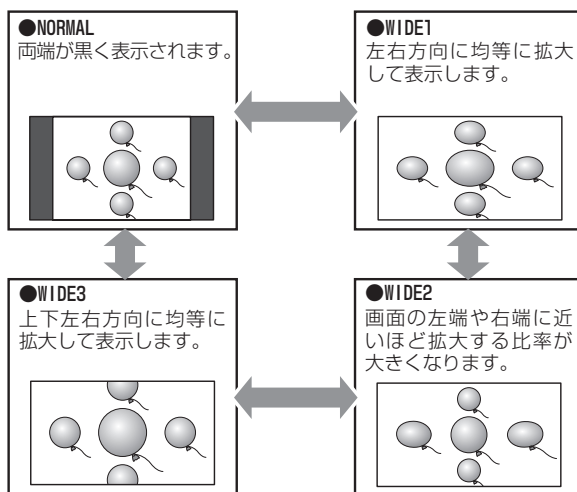 ●NORMAL
両端が黒く表示されます。
●WIDE1
左右方向に均等に拡大
して表示します。
●WIDE3
上下左右方向に均等に
拡大して表示します。
●WIDE2
画面の左端や右端に近
いほど拡大する比率が
大きくなります。